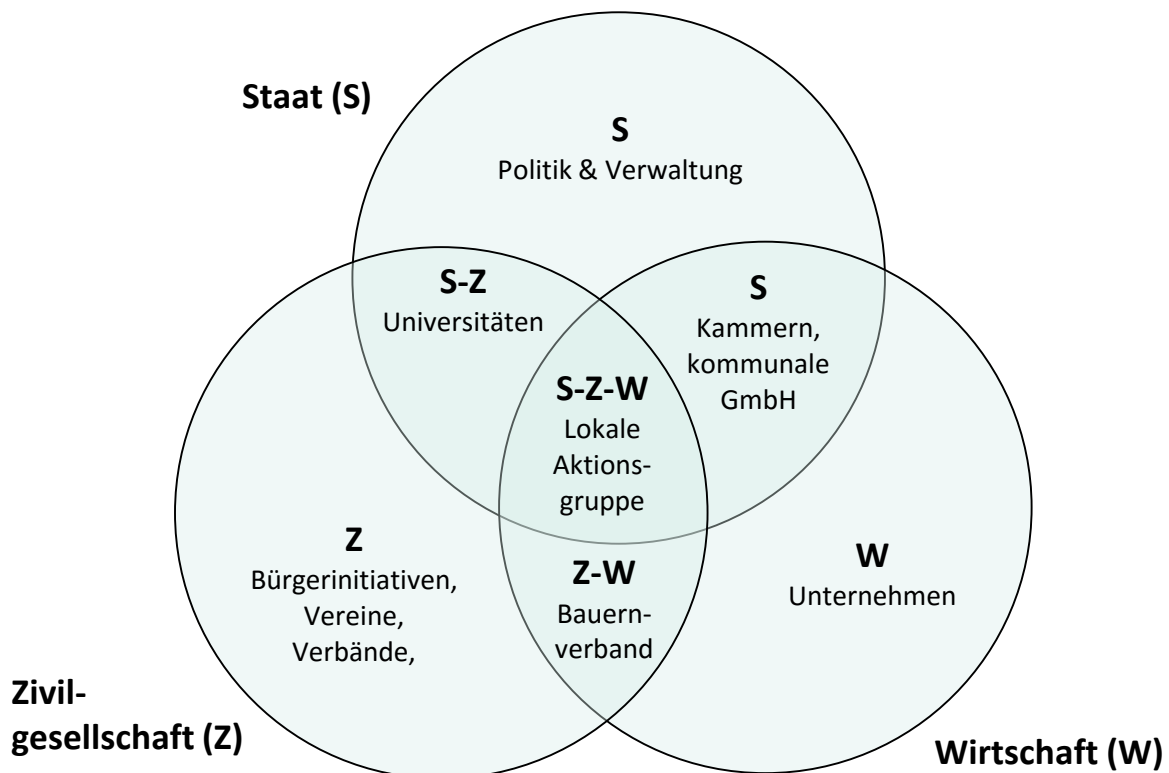 Staat (S)
S
Politik & Verwaltung
S-Z
Universitäten
S
Kammern,
kommunale
GmbH
S-Z-W
Lokale
Aktions-
gruppe
Z
Bürgerinitiativen,
Vereine,
Verbände,
Z-W
Bauern-
verband
W
Unternehmen
Zivil-
gesellschaft (Z)
Wirtschaft (W)